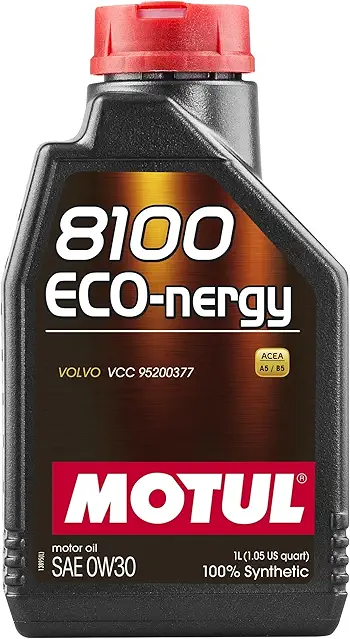 8100
ECO-nergy
VOLVO VCC 95200377
ACEA
A5 / B5
MOTUL®
motor oil
SAE 0W30
1L (1.05 US quart)
100% Synthetic